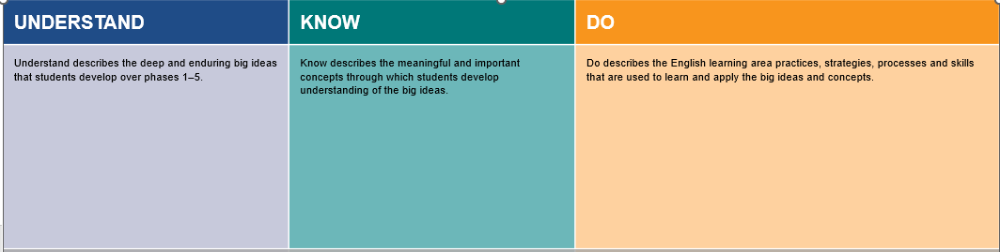 UNDERSTAND
Understand describes the deep and enduring big ideas
that students develop over phases 1–5.
KNOW
Know describes the meaningful and important
concepts through which students develop
understanding of the big ideas.
DO
Do describes the English learning area practices, strategies, processes and skills
that are used to learn and apply the big ideas and concepts.